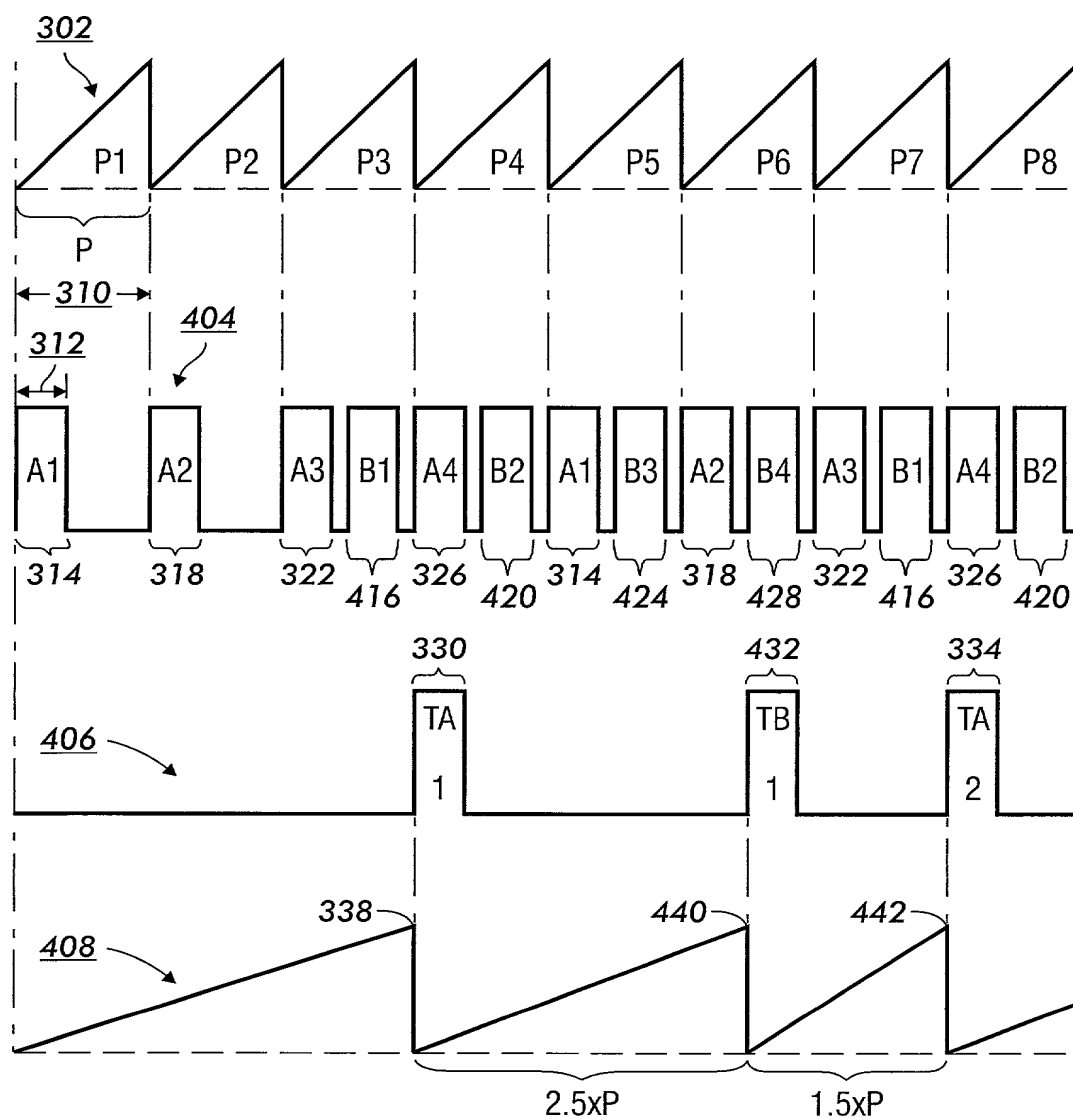 302
P1 P2 P3 P4 P5 P6 P7 P8
P
310
404
312
A1 A2 A3 B1 A4 B2 A1 B3 A2 B4 A3 B1 A4 B2
314 318 322 326 314 318 322 326
416 420 424 428 416 420
330 432 334
TA TB TA
406
1 1 2
338 440 442
408
2.5xP 1.5xP